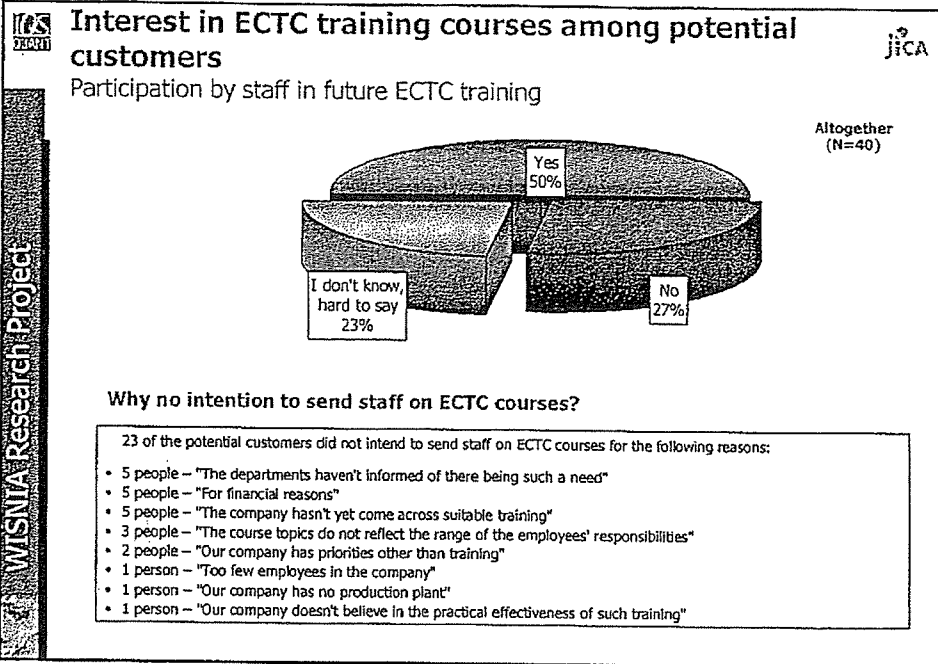 Interest in ECTC training courses among potential
customers
Participation by staff in future ECTC training
jICA
WISNIA Research Project
Altogether
(N=40)
Yes
50%
I don't know,
hard to say
23%
No
27%
Why no intention to send staff on ECTC courses?
23 of the potential customers did not intend to send staff on ECTC courses for the following reasons:
• 5 people – "The departments haven't informed of there being such a need"
• 5 people – "For financial reasons"
• 5 people – "The company hasn't yet come across suitable training"
• 3 people – "The course topics do not reflect the range of the employees' responsibilities"
• 2 people – "Our company has priorities other than training"
• 1 person – "Too few employees in the company"
• 1 person – "Our company has no production plant"
• 1 person – "Our company doesn't believe in the practical effectiveness of such training"